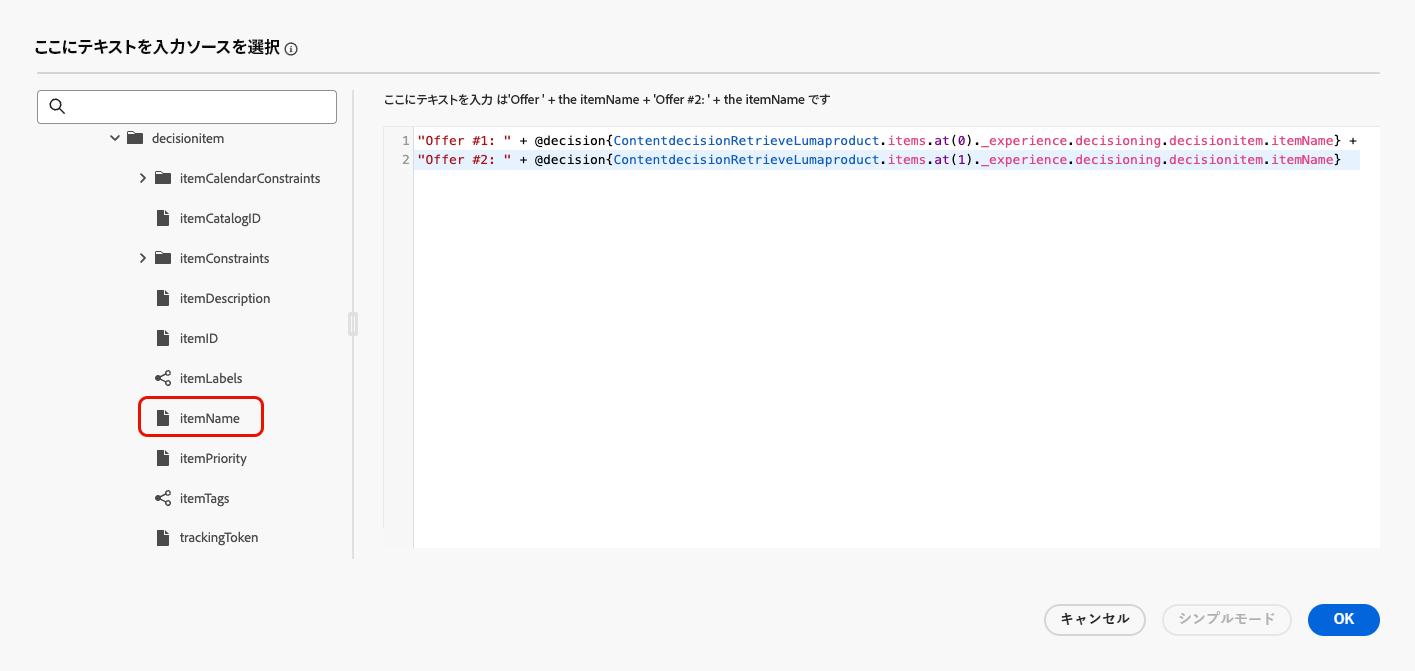 ここにテキストを入力ソースを選択
decisionitem
itemCalendarConstraints
itemCatalogID
itemConstraints
itemDescription
itemID
itemLabels
itemName
itemPriority
itemTags
trackingToken
ここにテキストを入力 は'Offer ' + the itemName + 'Offer #2: ' + the itemName です
1 "Offer #1: " + @decision{ContentdecisionRetrieveLumaproduct.items.at(0)._experience.decisioning.decisionitem.itemName} +
2 "Offer #2: " + @decision{ContentdecisionRetrieveLumaproduct.items.at(1)._experience.decisioning.decisionitem.itemName}
キャンセル
シンプルモード
OK